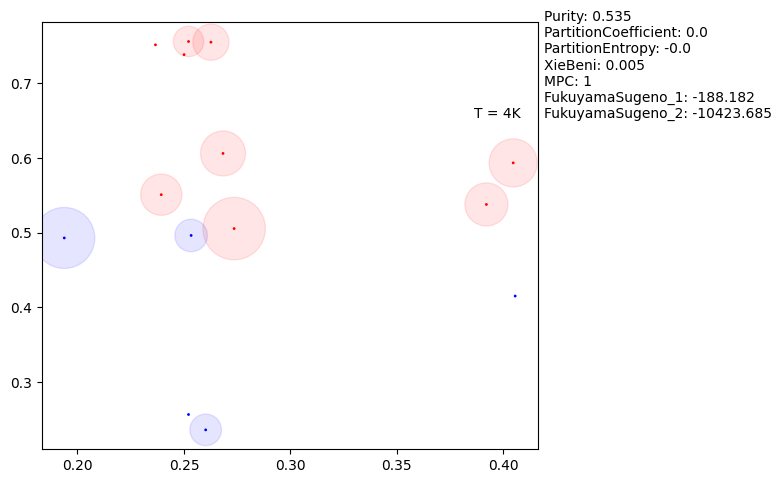 Purity: 0.535
PartitionCoefficient: 0.0
PartitionEntropy: -0.0
XieBeni: 0.005
MPC: 1
FukuyamaSugeno_1: -188.182
FukuyamaSugeno_2: -10423.685
T = 4K
0.7
0.6
0.5
0.4
0.3
0.20 0.25 0.30 0.35 0.40